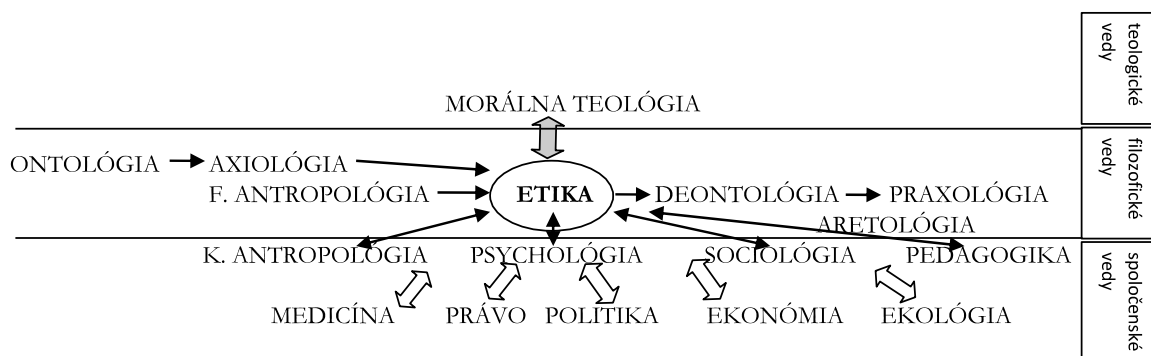 teologické
vedy
MORÁLNA TEOLÓGIA
filozofické
vedy
ONTOLÓGIA AXIOLÓGIA
F. ANTROPOLÓGIA ETIKA DEONTOLÓGIA PRAXOLÓGIA
ARETOLÓGIA
spoločenské
vedy
K. ANTROPOLÓGIA PSYCHOLÓGIA SOCIOLÓGIA PEDAGOGIKA
MEDICÍNA PRÁVO POLITIKA EKONÓMIA EKOLÓGIA